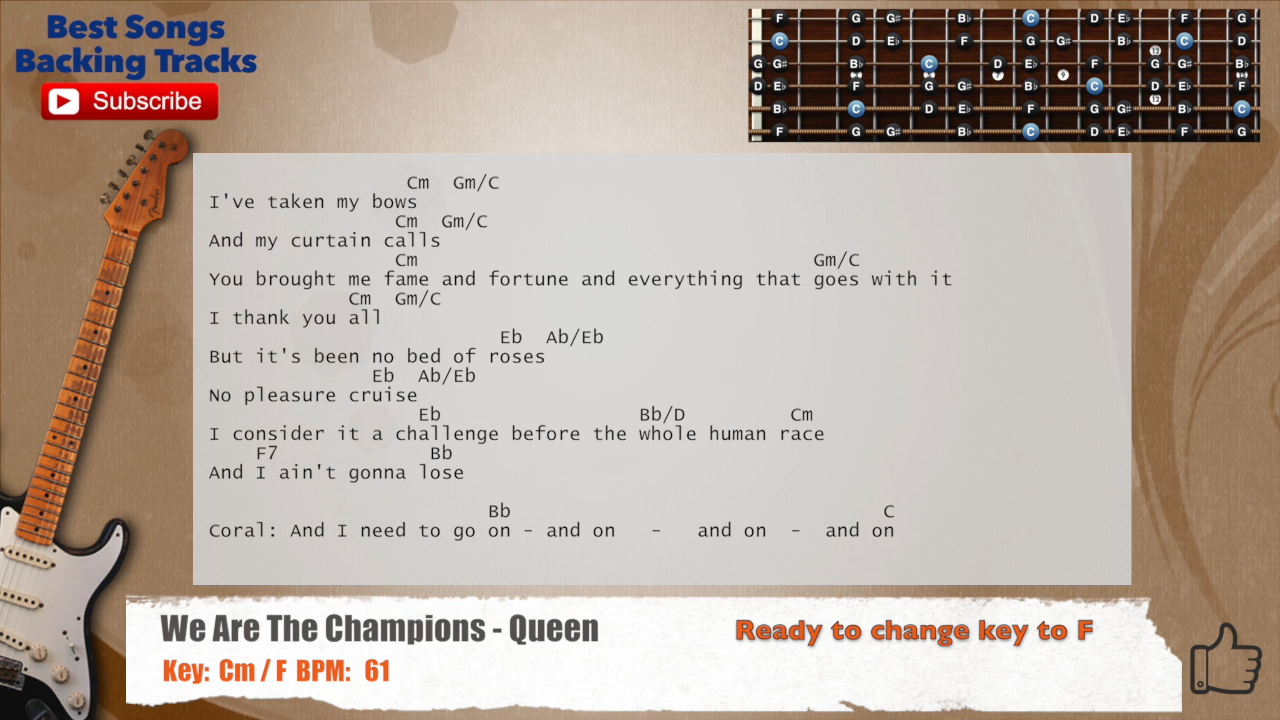 Best Songs
Backing Tracks
Subscribe
F G G# B♭ C D E♭ F G
C D E♭ F G G# B♭ C D
G G# B♭ C D E♭ F G G# B♭
D E♭ F G G# B♭ C D E♭ F
B♭ C D E♭ F G G# B♭ C
F G G# B♭ C D E♭ F G
7 9 12 12 15
Cm Gm/C
I've taken my bows
Cm Gm/C
And my curtain calls
Cm Gm/C
You brought me fame and fortune and everything that goes with it
Cm Gm/C
I thank you all
Eb Ab/Eb
But it's been no bed of roses
Eb Ab/Eb
No pleasure cruise
Eb Bb/D Cm
I consider it a challenge before the whole human race
F7 Bb
And I ain't gonna lose
Bb C
Coral: And I need to go on - and on - and on - and on
We Are The Champions - Queen
Ready to change key to F
Key: Cm / F BPM: 61